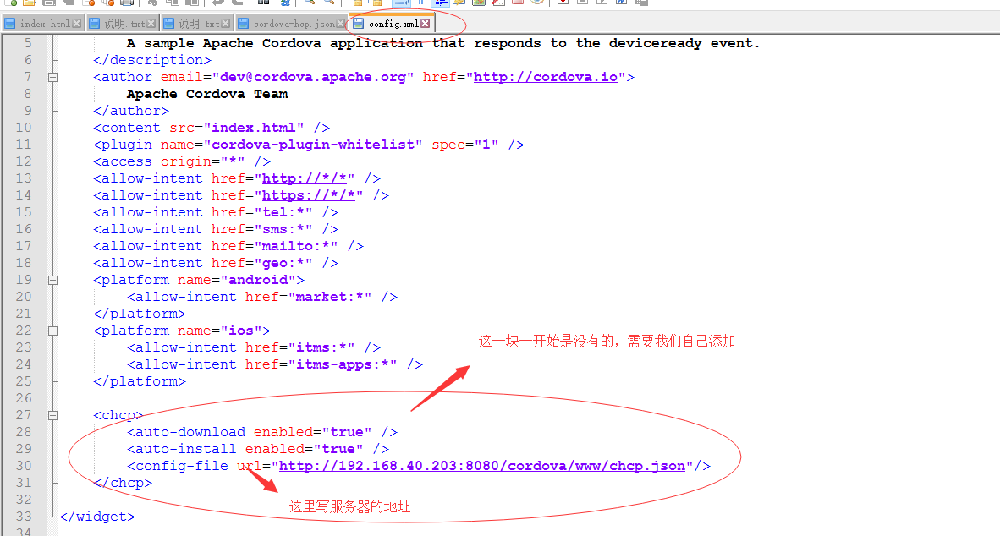 index.html 说明.txt 说明.txt cordova-hcp.json config.xml
5 A sample Apache Cordova application that responds to the deviceready event.
6 </description>
7 <author email="dev@cordova.apache.org" href="http://cordova.io">
8 Apache Cordova Team
9 </author>
10 <content src="index.html" />
11 <plugin name="cordova-plugin-whitelist" spec="1" />
12 <access origin="*" />
13 <allow-intent href="http://*/*" />
14 <allow-intent href="https://*/*" />
15 <allow-intent href="tel:*" />
16 <allow-intent href="sms:*" />
17 <allow-intent href="mailto:*" />
18 <allow-intent href="geo:*" />
19 <platform name="android">
20 <allow-intent href="market:*" />
21 </platform>
22 <platform name="ios">
23 <allow-intent href="itms:*" />
这一块一开始是没有的，需要我们自己添加
24 <allow-intent href="itms-apps:*" />
25 </platform>
26
27 <chcp>
28 <auto-download enabled="true" />
29 <auto-install enabled="true" />
30 <config-file url="http://192.168.40.203:8080/cordova/www/chcp.json"/>
31 </chcp>
32
这里写服务器的地址
33 </widget>
34